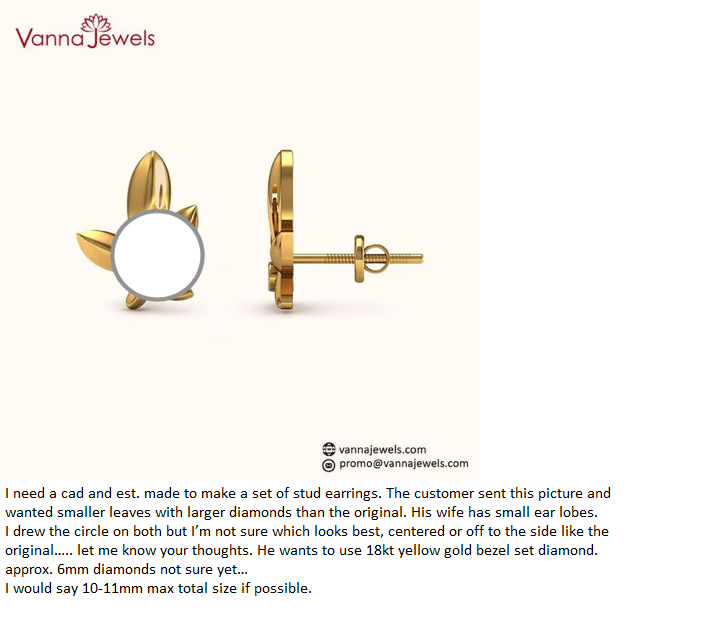 Vanna Jewels
vannajewels.com
promo@vannajewels.com
I need a cad and est. made to make a set of stud earrings. The customer sent this picture and
wanted smaller leaves with larger diamonds than the original. His wife has small ear lobes.
I drew the circle on both but I’m not sure which looks best, centered or off to the side like the
original..... let me know your thoughts. He wants to use 18kt yellow gold bezel set diamond.
approx. 6mm diamonds not sure yet...
I would say 10-11mm max total size if possible.